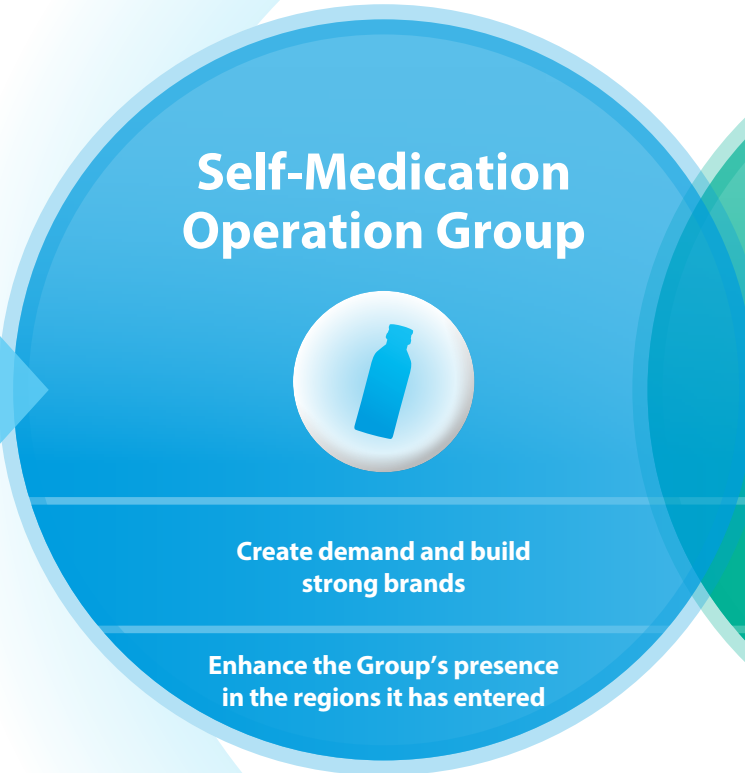 Self-Medication
Operation Group
Create demand and build
strong brands
Enhance the Group’s presence
in the regions it has entered